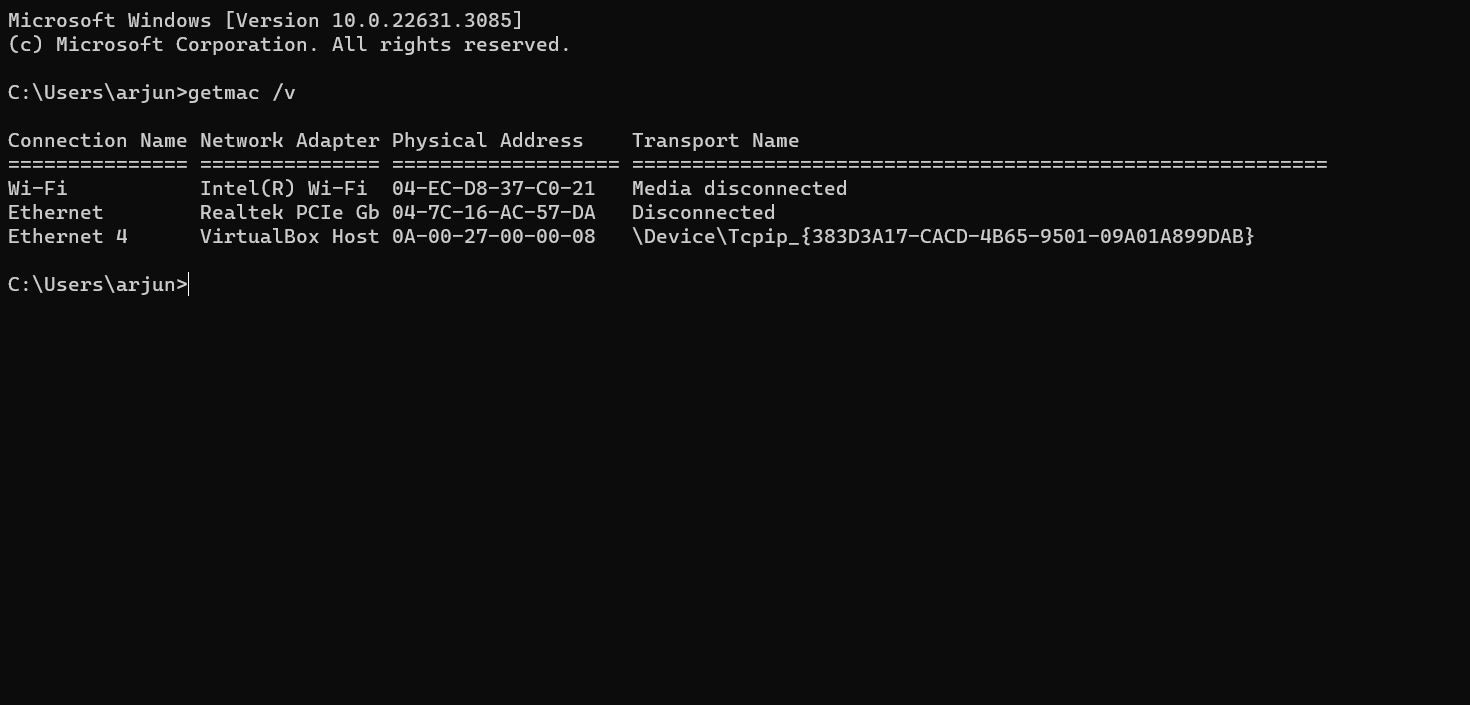 Microsoft Windows [Version 10.0.22631.3085]
(c) Microsoft Corporation. All rights reserved.
C:\Users\arjun>getmac /v
Connection Name Network Adapter Physical Address    Transport Name
=============== =============== =================== ==========================================================
Wi-Fi           Intel(R) Wi-Fi  04-EC-D8-37-C0-21   Media disconnected
Ethernet        Realtek PCIe Gb 04-7C-16-AC-57-DA   Disconnected
Ethernet 4      VirtualBox Host 0A-00-27-00-00-08   \Device\Tcpip_{383D3A17-CACD-4B65-9501-09A01A899DAB}
C:\Users\arjun>